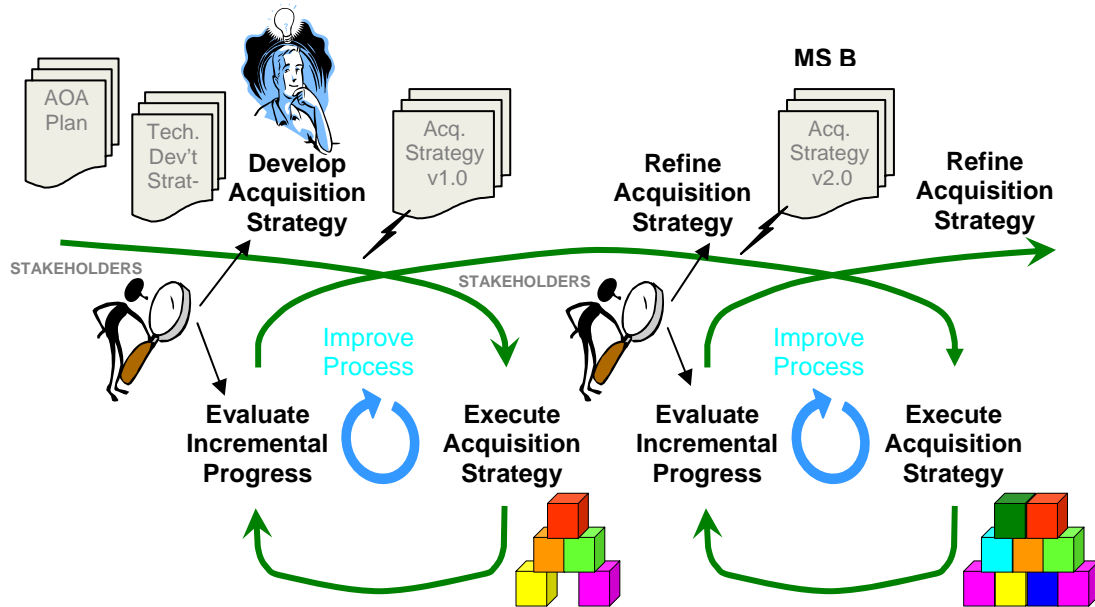 AOA
Plan
Tech.
Dev't
Strat-
Develop
Acquisition
Strategy
Acq.
Strategy
v1.0
MS B
Refine
Acquisition
Strategy
Acq.
Strategy
v2.0
Refine
Acquisition
Strategy
STAKEHOLDERS
STAKEHOLDERS
Improve
Process
Improve
Process
Evaluate
Incremental
Progress
Execute
Acquisition
Strategy
Evaluate
Incremental
Progress
Execute
Acquisition
Strategy